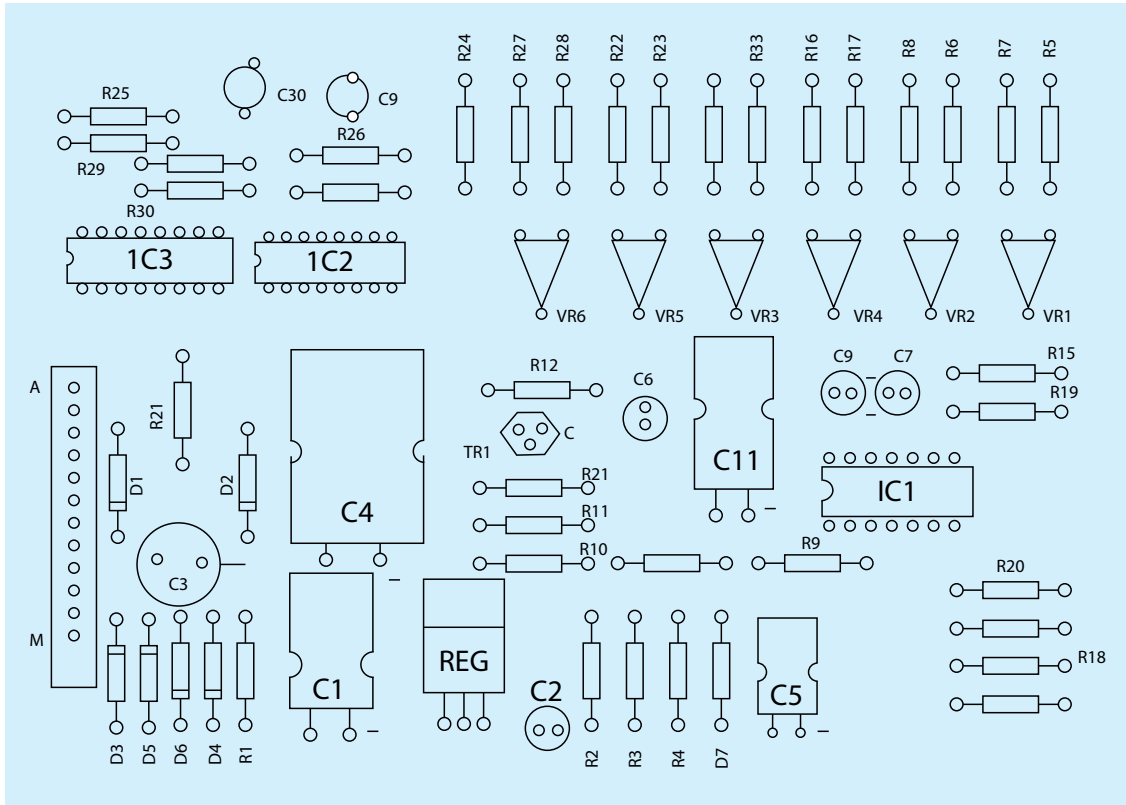 R24 R27 R28 R22 R23 R33 R16 R17 R8 R6 R7 R5
R25 C30 C9
R26
R29
R30
1C3 1C2
VR6 VR5 VR3 VR4 VR2 VR1
A R21 R12 C6 C9 C7 R15
R19
TR1 C
D1 D2 C4 R21 C11 IC1
R11
C3 R10 R9
R20
M REG R18
C1 C2 C5
D3 D5 D6 D4 R1 R2 R3 R4 D7